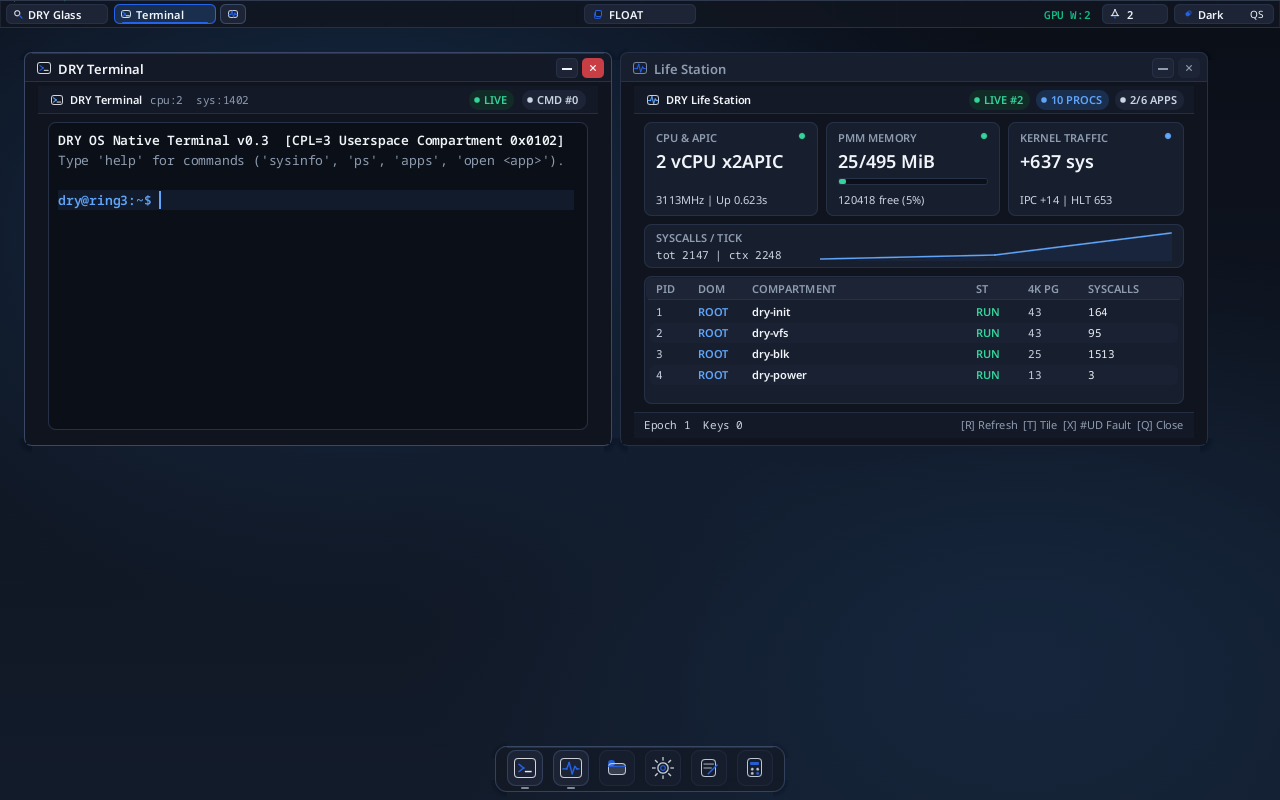 DRY Glass Terminal FLOAT GPU W:2 2 Dark QS
DRY Terminal
DRY Terminal cpu:2 sys:1402 LIVE CMD #0
DRY OS Native Terminal v0.3 [CPL=3 Userspace Compartment 0x0102]
Type 'help' for commands ('sysinfo', 'ps', 'apps', 'open <app>').
dry@ring3:~$
Life Station
DRY Life Station LIVE #2 10 PROCS 2/6 APPS
CPU & APIC
2 vCPU x2APIC
3113MHz | Up 0.623s
PMM MEMORY
25/495 MiB
120418 free (5%)
KERNEL TRAFFIC
+637 sys
IPC +14 | HLT 653
SYSCALLS / TICK
tot 2147 | ctx 2248
PID DOM COMPARTMENT ST 4K PG SYSCALLS
1 ROOT dry-init RUN 43 164
2 ROOT dry-vfs RUN 43 95
3 ROOT dry-blk RUN 25 1513
4 ROOT dry-power RUN 13 3
Epoch 1 Keys 0 [R] Refresh [T] Tile [X] #UD Fault [Q] Close